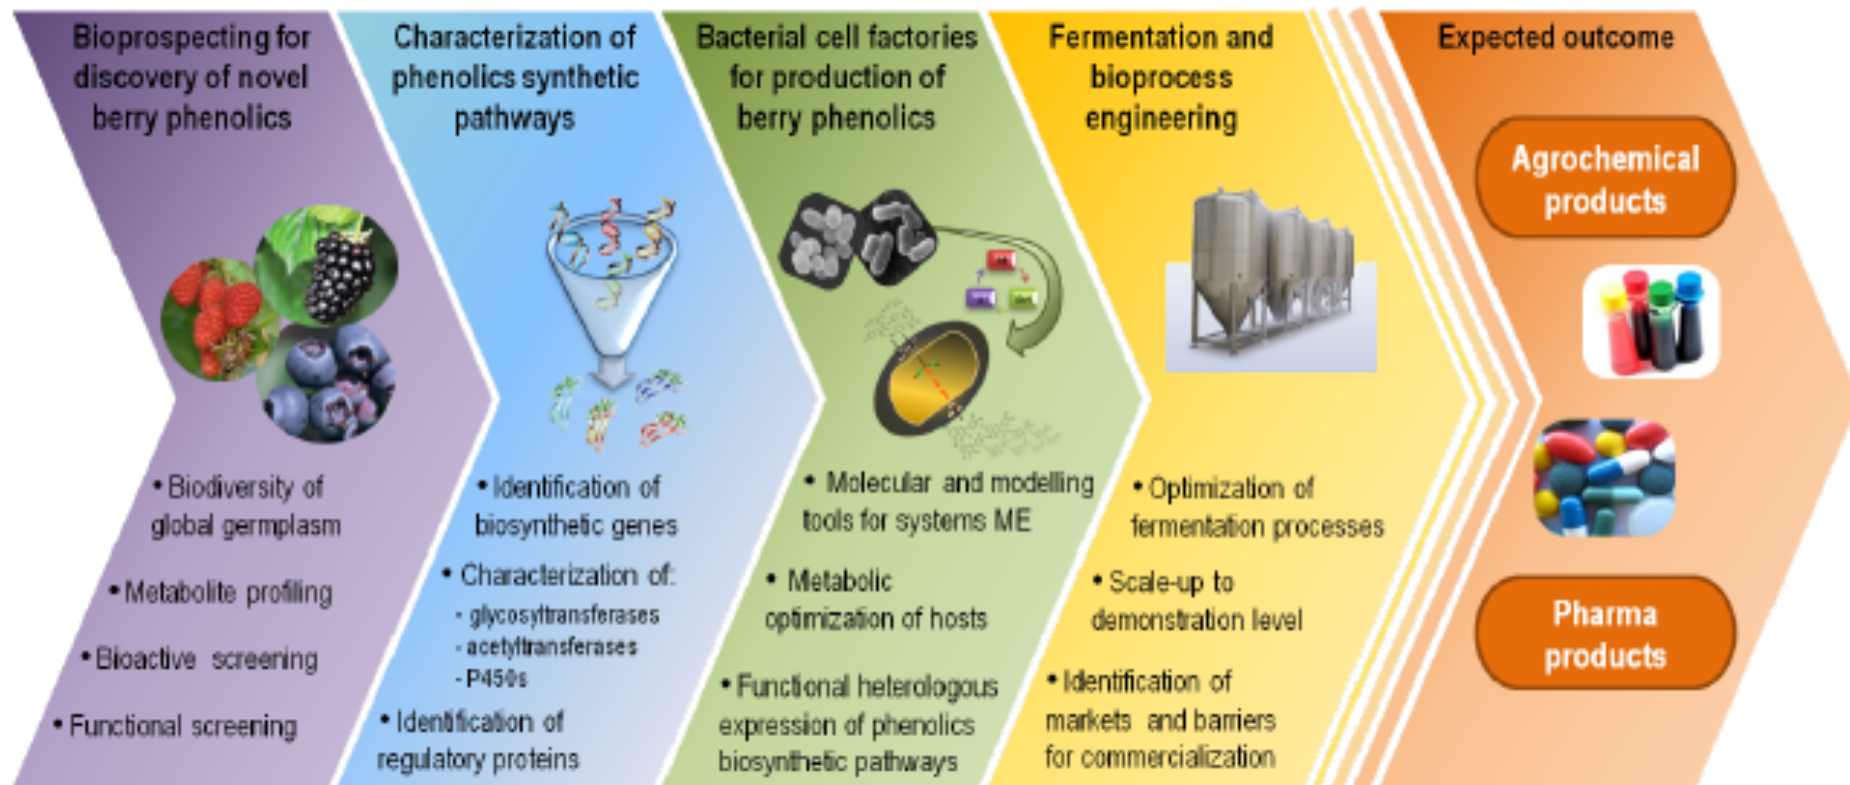 Bioprospecting for
discovery of novel
berry phenolics
• Biodiversity of
global germplasm
• Metabolite profiling
• Bioactive screening
• Functional screening
Characterization of
phenolics synthetic
pathways
• Identification of
biosynthetic genes
• Characterization of:
- glycosyltransferases
- acetyltransferases
- P450s
• Identification of
regulatory proteins
Bacterial cell factories
for production of
berry phenolics
• Molecular and modelling
tools for systems ME
• Metabolic
optimization of hosts
• Functional heterologous
expression of phenolics
biosynthetic pathways
Fermentation and
bioprocess
engineering
• Optimization of
fermentation processes
• Scale-up to
demonstration level
• Identification of
markets and barriers
for commercialization
Expected outcome
Agrochemical
products
Pharma
products